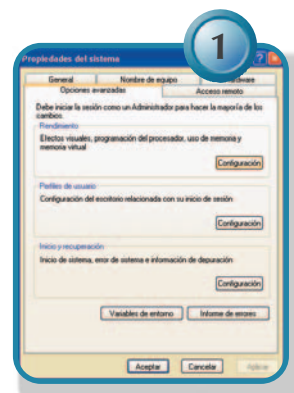 1
Propiedades del sistema
General
Nombre de equipo
Opciones avanzadas
Acceso remoto
Debe iniciar la sesión como un Administrador para hacer la mayoría de los
cambios.
Rendimiento
Efectos visuales, programación del procesador, uso de memoria y
memoria virtual
Configuración
Perfiles de usuario
Configuración del escritorio relacionada con su inicio de sesión
Configuración
Inicio y recuperación
Inicio de sistema, error de sistema e información de depuración
Configuración
Variables de entorno
Informe de errores
Aceptar
Cancelar
Aplicar